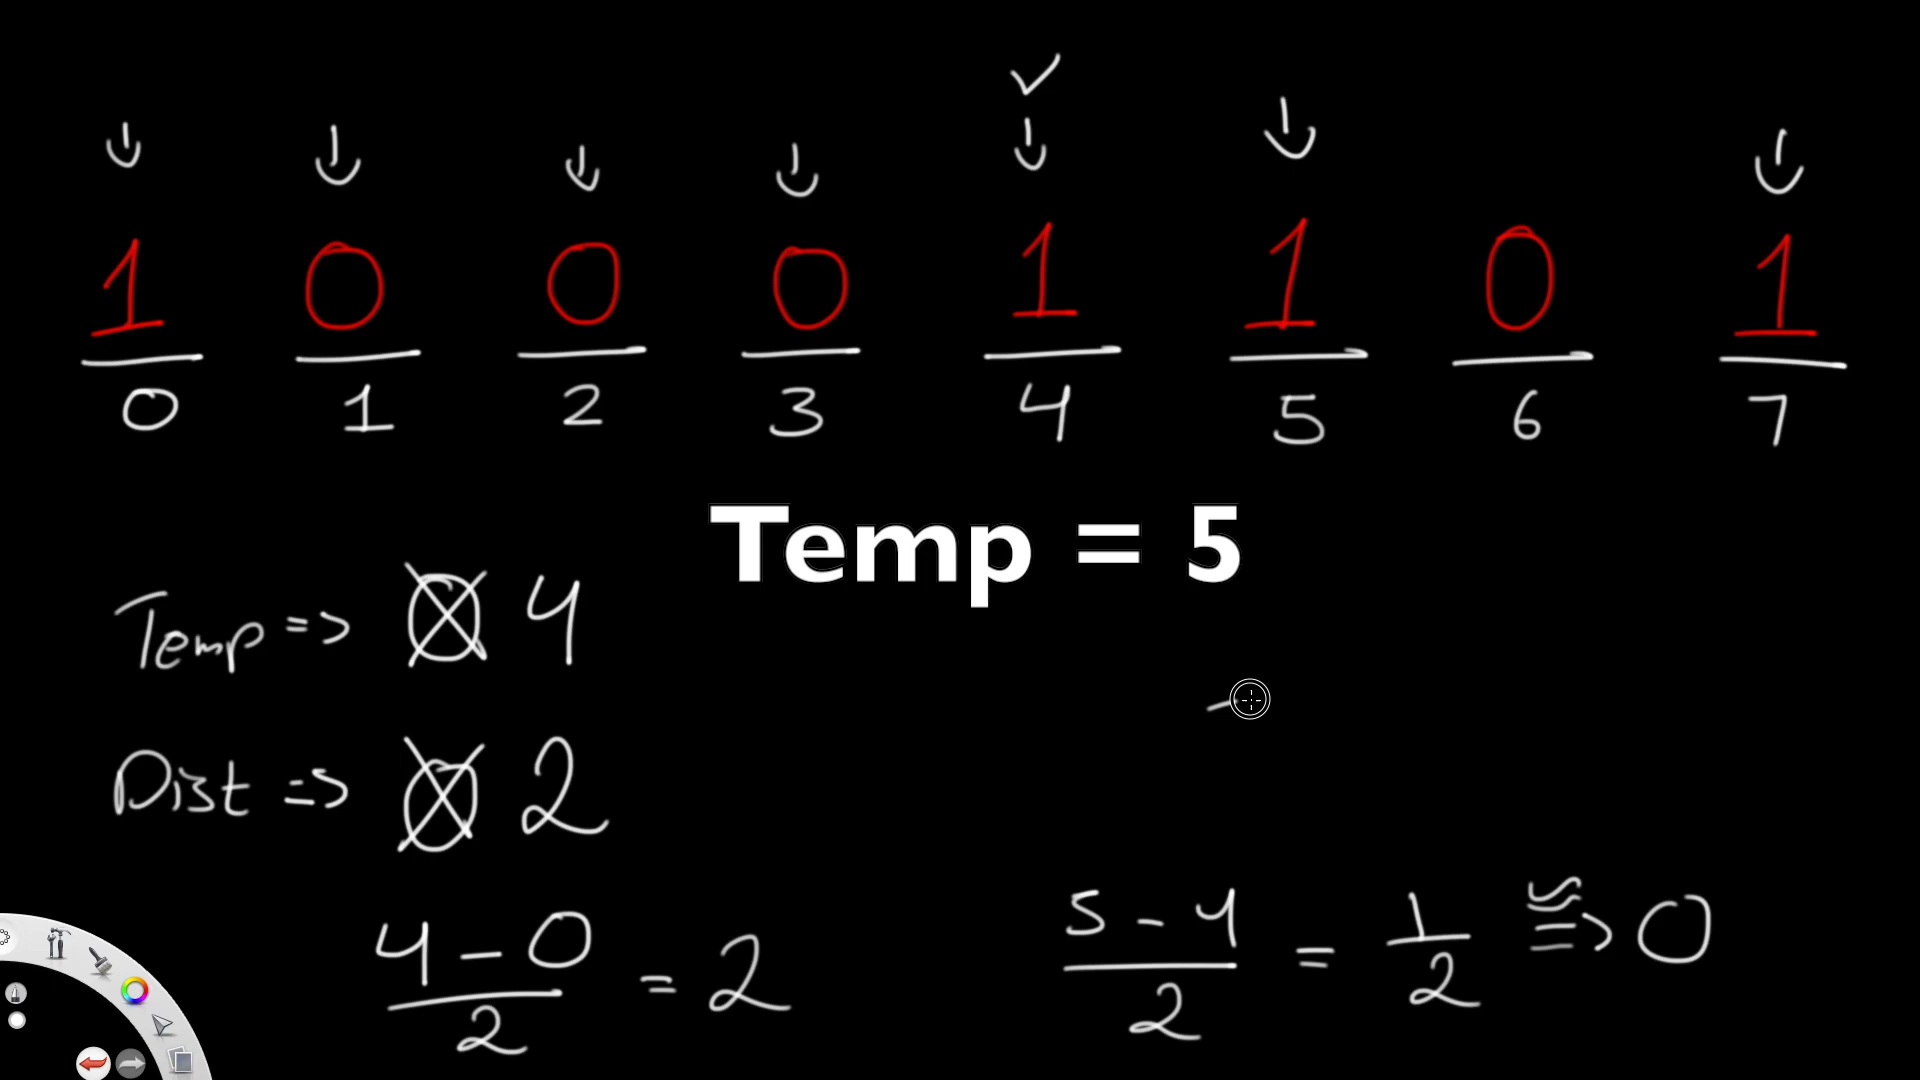 1 0 0 0 1 1 0 1
0 1 2 3 4 5 6 7
Temp = 5
Temp => 0 4
Dist => 0 2
4 - 0 / 2 = 2
5 - 4 / 2 = 1 / 2 ≈=> 0